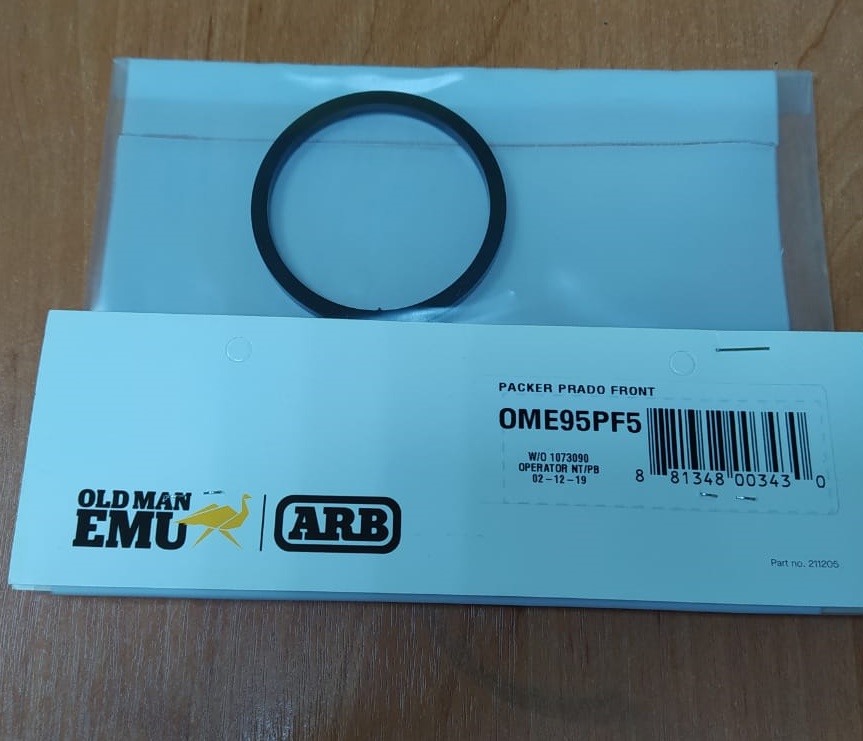 PACKER PRADO FRONT
OME95PF5
W/O 1073090
OPERATOR NT/PB
02-12-19
8 81348 00343 0
OLD MAN
EMU
ARB
Part no. 211205